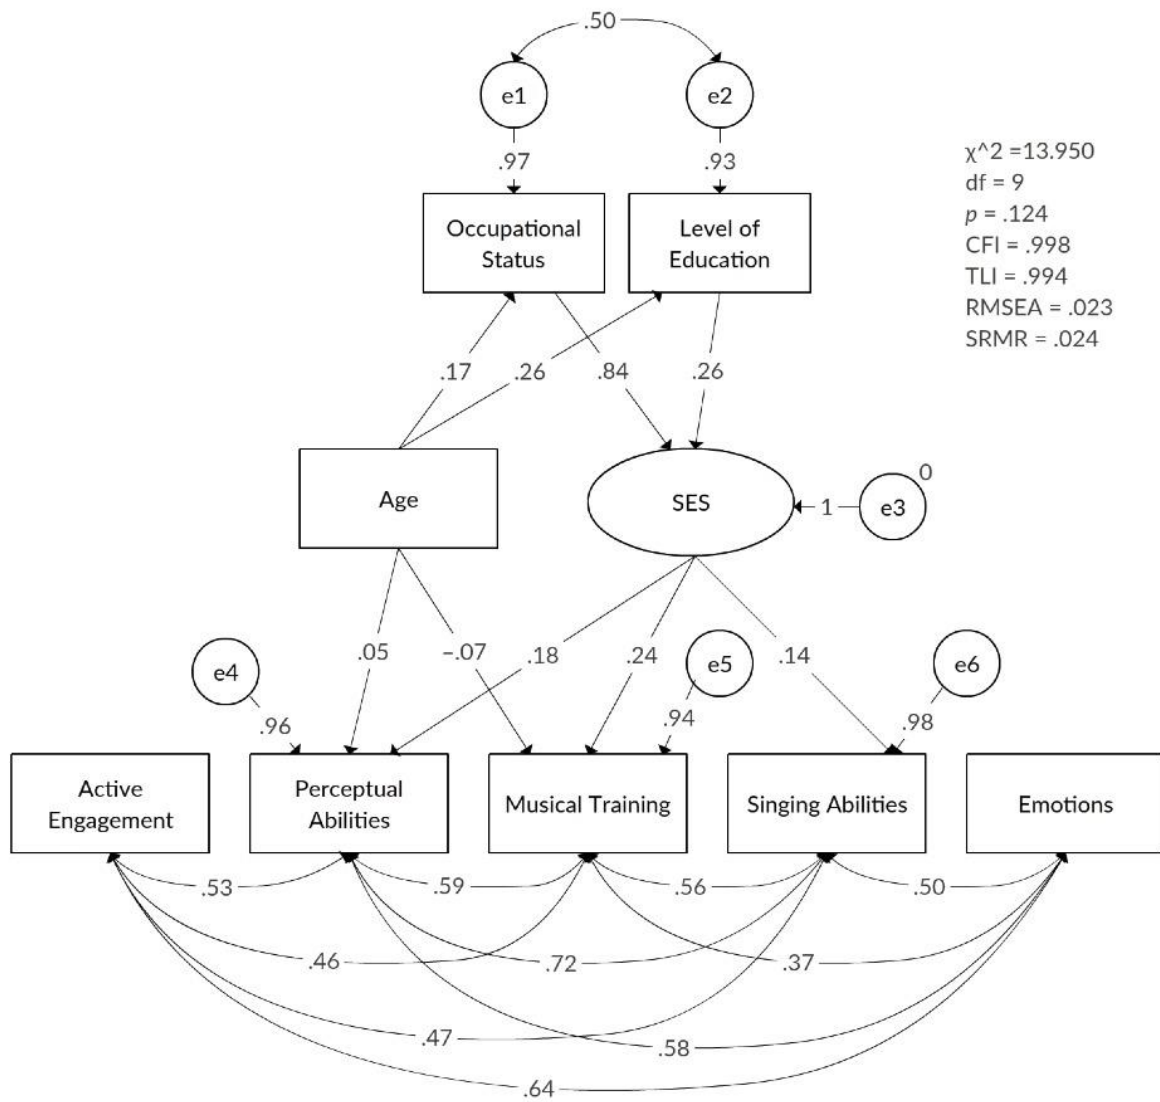 .50
e1
e2
.97
.93
χ^2 =13.950
df = 9
p = .124
CFI = .998
TLI = .994
RMSEA = .023
SRMR = .024
Occupational
Status
Level of
Education
.17
.26
.84
.26
Age
SES
1
e3
0
e4
.05
−.07
.18
.24
e5
.14
e6
.96
.94
.98
Active
Engagement
Perceptual
Abilities
Musical Training
Singing Abilities
Emotions
.53
.59
.56
.50
.46
.72
.37
.47
.58
.64